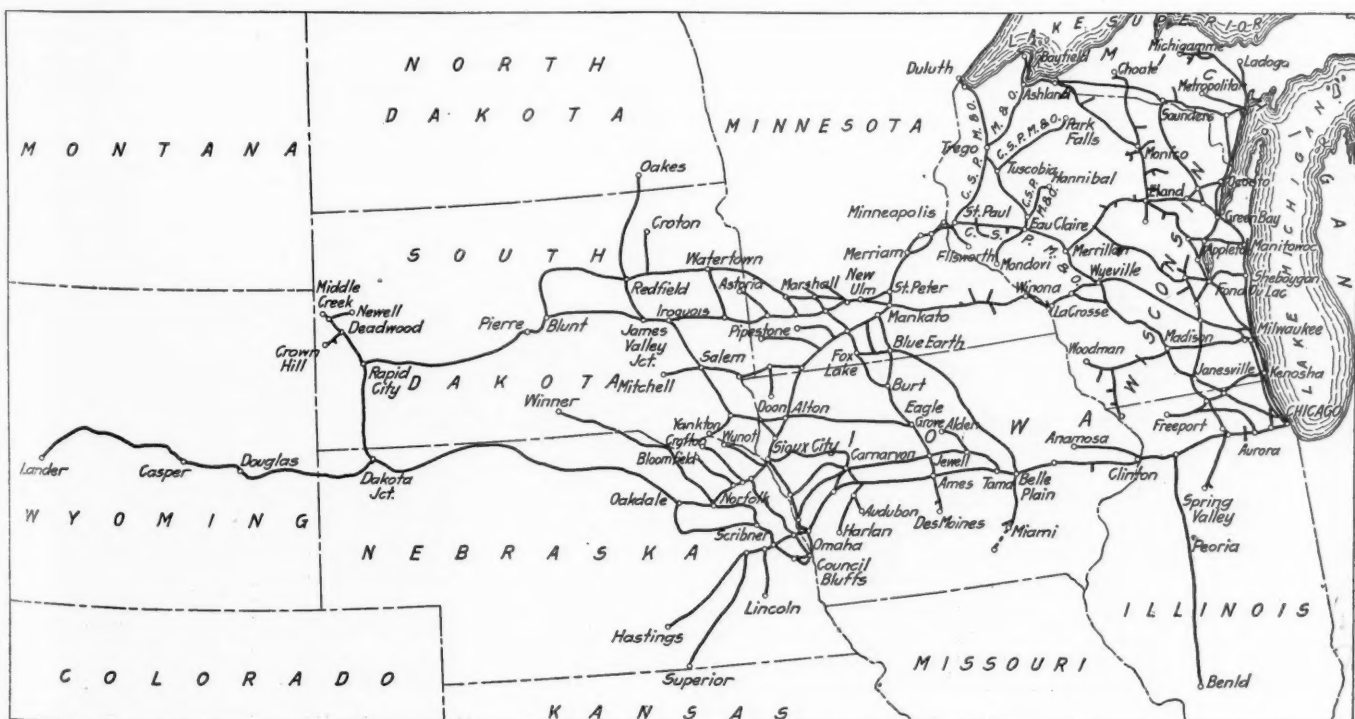 LAKE SUPERIOR
NORTH
DAKOTA
MINNESOTA
MONTANA
Duluth
Bayfield
Ashland
Michigamme
Choate
Ladoga
Metropolitan
Saunders
C. S. P. M. & O.
M. & O.
C. S. P. M. & O.
Park
Falls
Trego
Tuscobia
Hannibal
C.S.P.
M.&O.
Monico
Eland
Oconto
Green Bay
Oakes
Croton
Minneapolis
St. Paul
Eau Claire
Merriam
Ellsworth
Mondovi
Merrillan
Appleton
Manitowoc
C. S. P. M. & O.
SOUTH
DAKOTA
Watertown
Redfield
Astoria
Marshall
New
Ulm
St. Peter
Winona
Wyeville
Sheboygan
Fond
Du Lac
LaCrosse
Middle
Creek
Newell
Deadwood
Crown
Hill
Rapid
City
Pierre
Blunt
Iroquois
James
Valley
Jct.
Pipestone
Mankato
Blue Earth
Fox
Lake
Madison
Milwaukee
Woodman
Janesville
Kenosha
WISCONSIN
LAKE MICHIGAN
Salem
Mitchell
Winner
Doon
Alton
Burt
Eagle
Grove
Alden
IOWA
Freeport
CHICAGO
Aurora
Yankton
Crofton
Wynot
Bloomfield
Sioux City
Carnarvon
Jewell
Anamosa
Lander
Casper
Douglas
Dakota
Jct.
Oakdale
Norfolk
Ames
Tama
Belle
Plain
Clinton
Spring
Valley
WYOMING
NEBRASKA
Scribner
Audubon
Harlan
Des Moines
Miami
Peoria
Omaha
Council
Bluffs
Lincoln
Hastings
Superior
ILLINOIS
MISSOURI
COLORADO
KANSAS
Benld